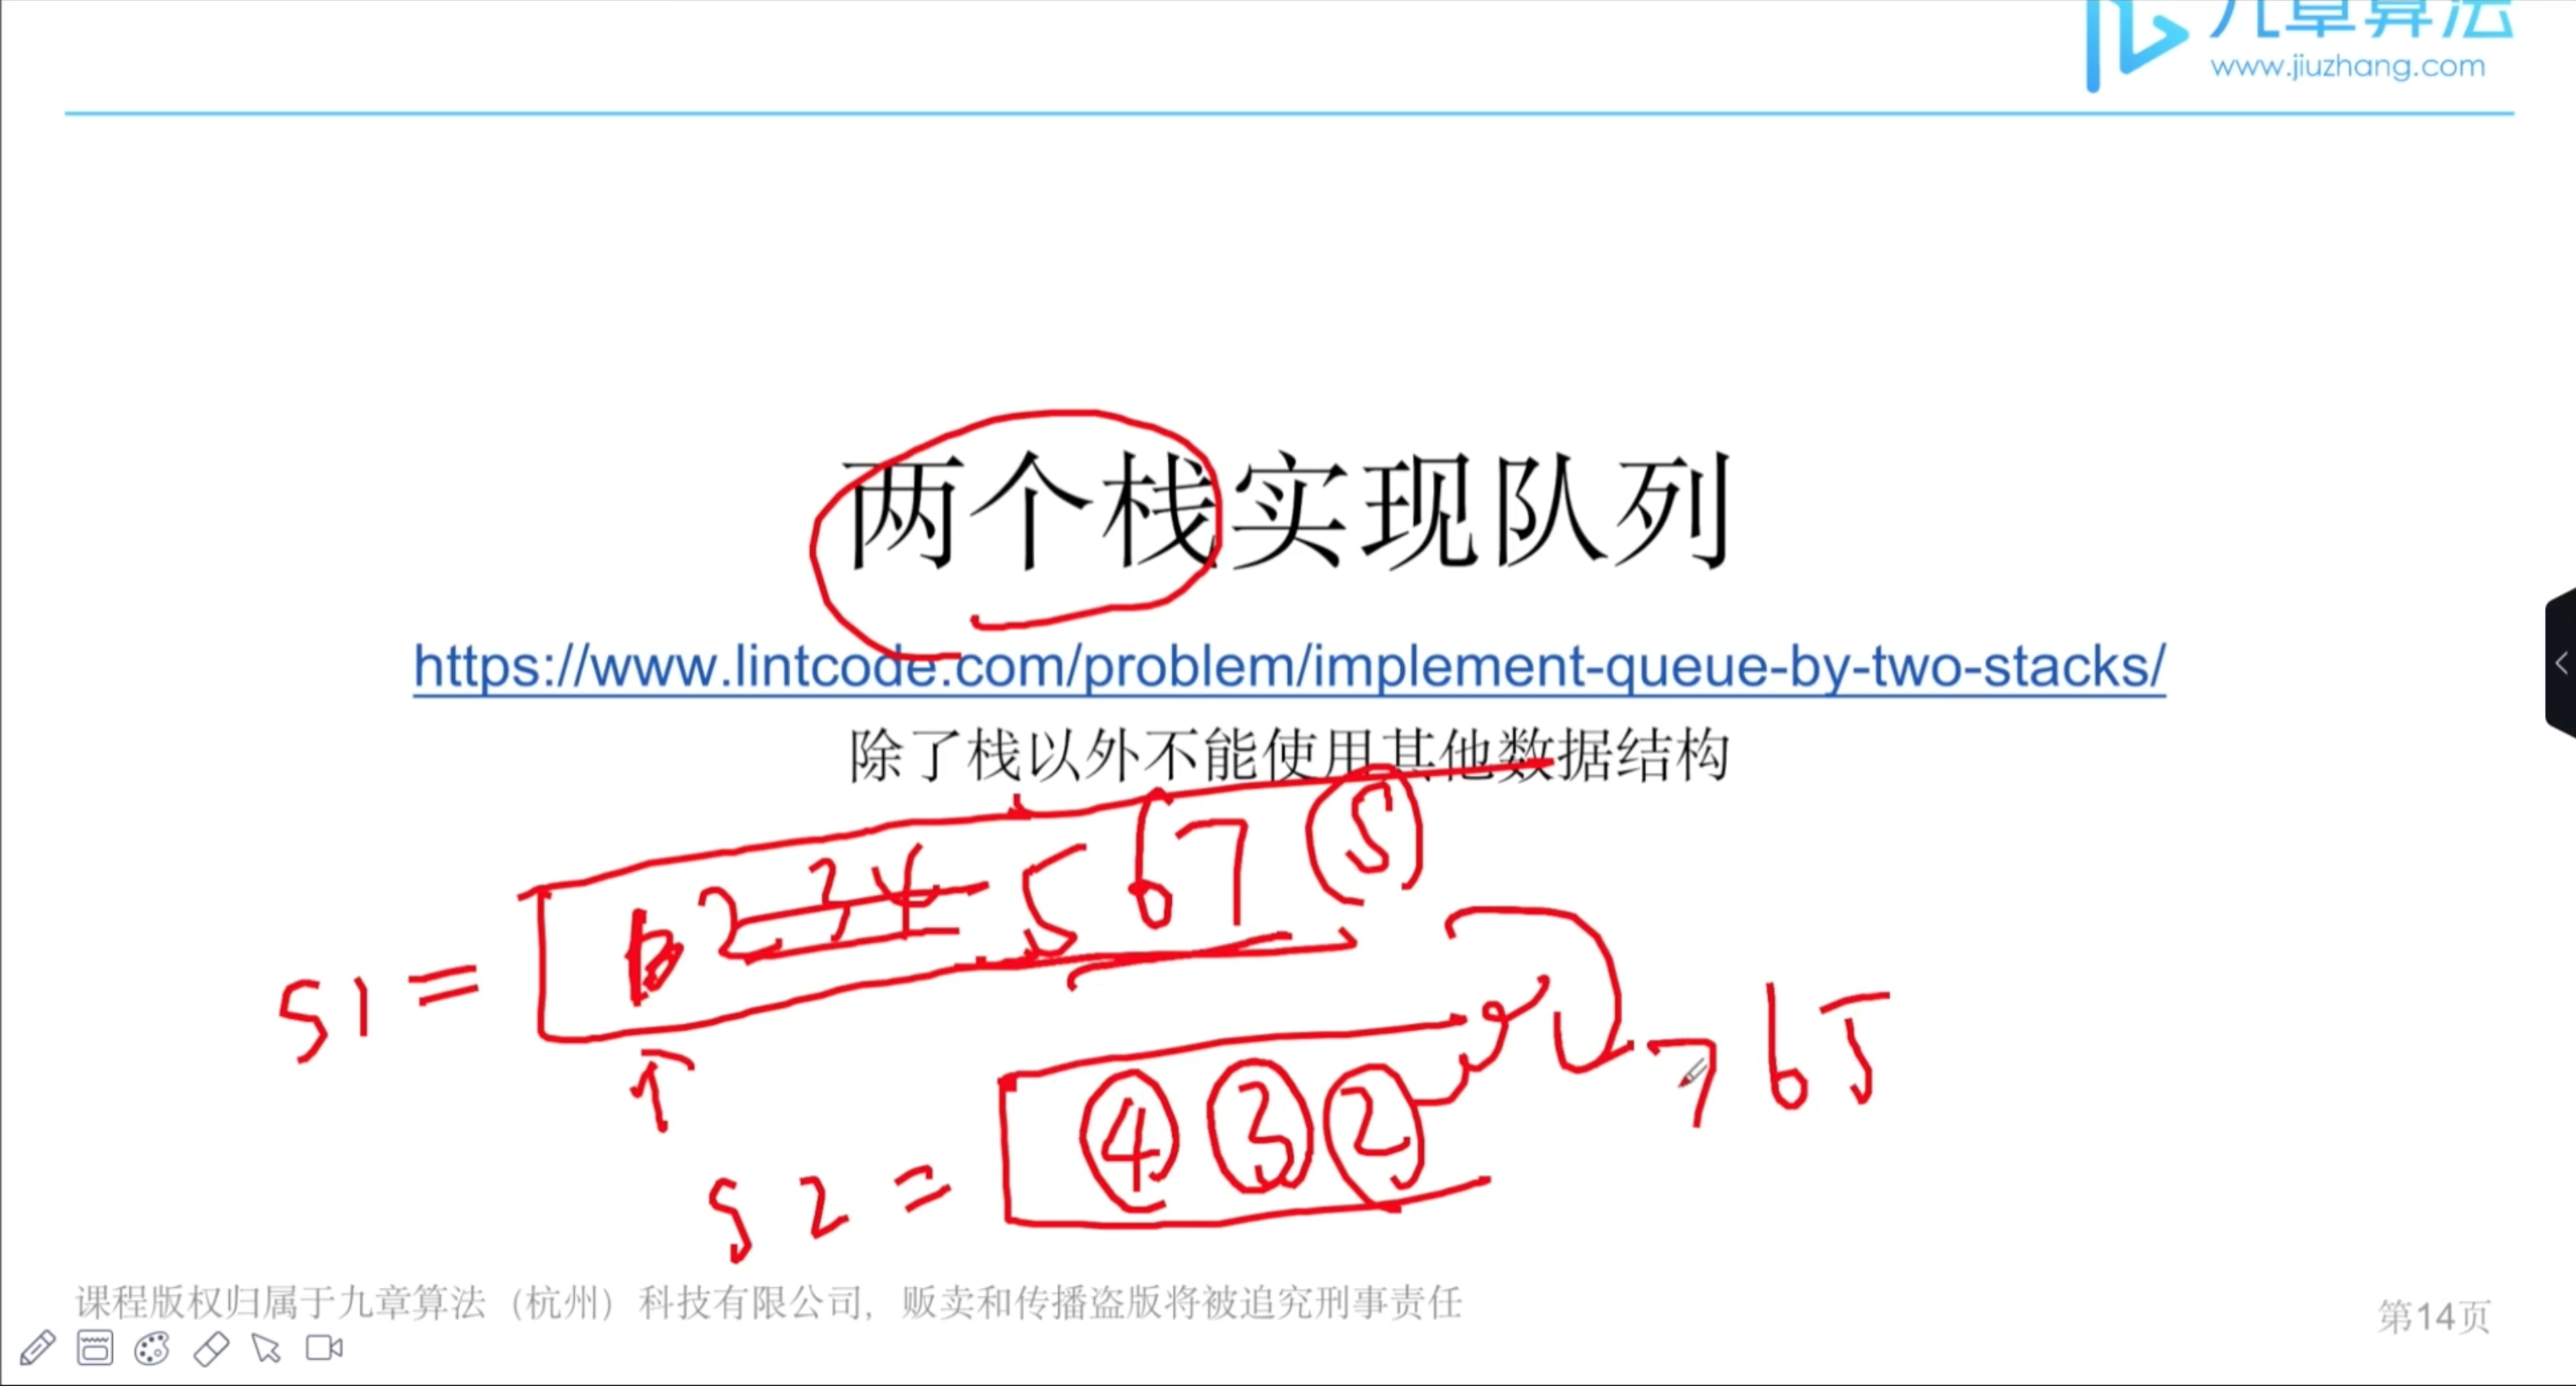 九章算法
www.jiuzhang.com
两个栈实现队列
https://www.lintcode.com/problem/implement-queue-by-two-stacks/
除了栈以外不能使用其他数据结构
S1 = 2 3 4 5 6 7 5
7 6 5
S2 = 4 3 2
课程版权归属于九章算法（杭州）科技有限公司，贩卖和传播盗版将被追究刑事责任
第14页